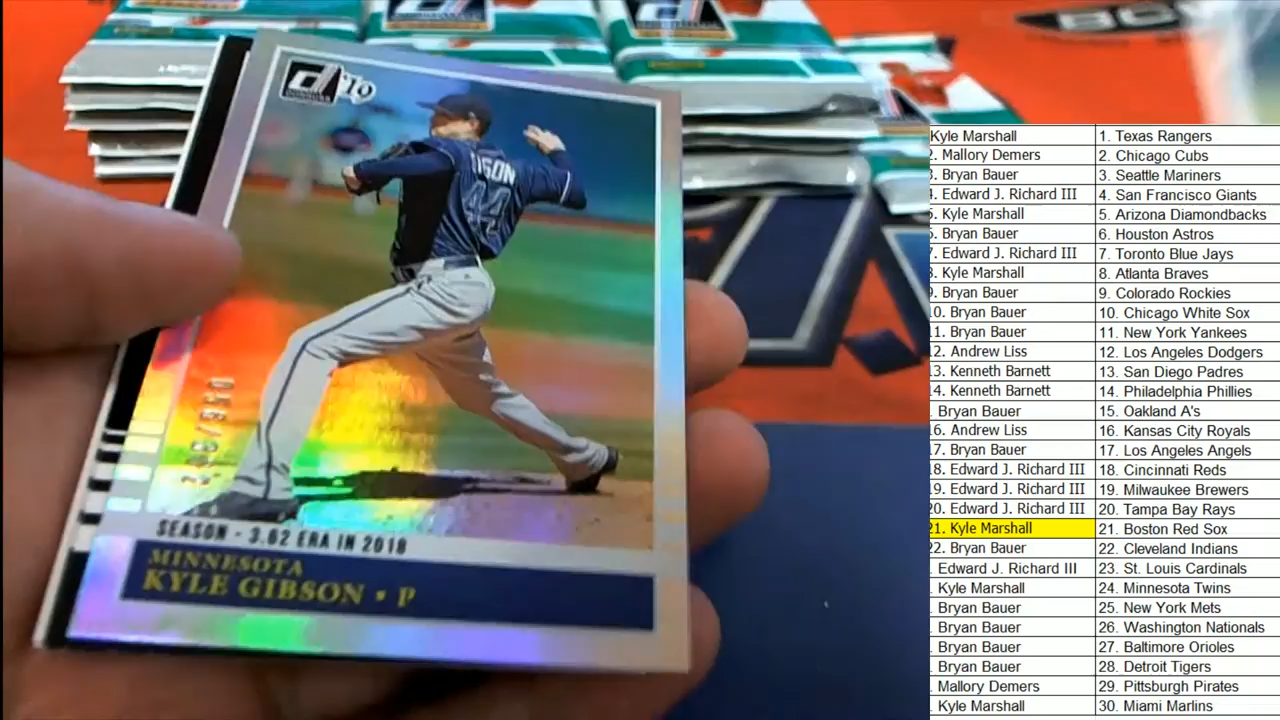 IGSON
44
SEASON - 3.62 ERA IN 2018
MINNESOTA
KYLE GIBSON • P
Kyle Marshall 1. Texas Rangers
2. Mallory Demers 2. Chicago Cubs
3. Bryan Bauer 3. Seattle Mariners
4. Edward J. Richard III 4. San Francisco Giants
5. Kyle Marshall 5. Arizona Diamondbacks
6. Bryan Bauer 6. Houston Astros
7. Edward J. Richard III 7. Toronto Blue Jays
8. Kyle Marshall 8. Atlanta Braves
9. Bryan Bauer 9. Colorado Rockies
10. Bryan Bauer 10. Chicago White Sox
11. Bryan Bauer 11. New York Yankees
12. Andrew Liss 12. Los Angeles Dodgers
13. Kenneth Barnett 13. San Diego Padres
14. Kenneth Barnett 14. Philadelphia Phillies
. Bryan Bauer 15. Oakland A's
16. Andrew Liss 16. Kansas City Royals
17. Bryan Bauer 17. Los Angeles Angels
18. Edward J. Richard III 18. Cincinnati Reds
19. Edward J. Richard III 19. Milwaukee Brewers
20. Edward J. Richard III 20. Tampa Bay Rays
21. Kyle Marshall 21. Boston Red Sox
22. Bryan Bauer 22. Cleveland Indians
. Edward J. Richard III 23. St. Louis Cardinals
. Kyle Marshall 24. Minnesota Twins
. Bryan Bauer 25. New York Mets
. Bryan Bauer 26. Washington Nationals
. Bryan Bauer 27. Baltimore Orioles
. Bryan Bauer 28. Detroit Tigers
. Mallory Demers 29. Pittsburgh Pirates
. Kyle Marshall 30. Miami Marlins